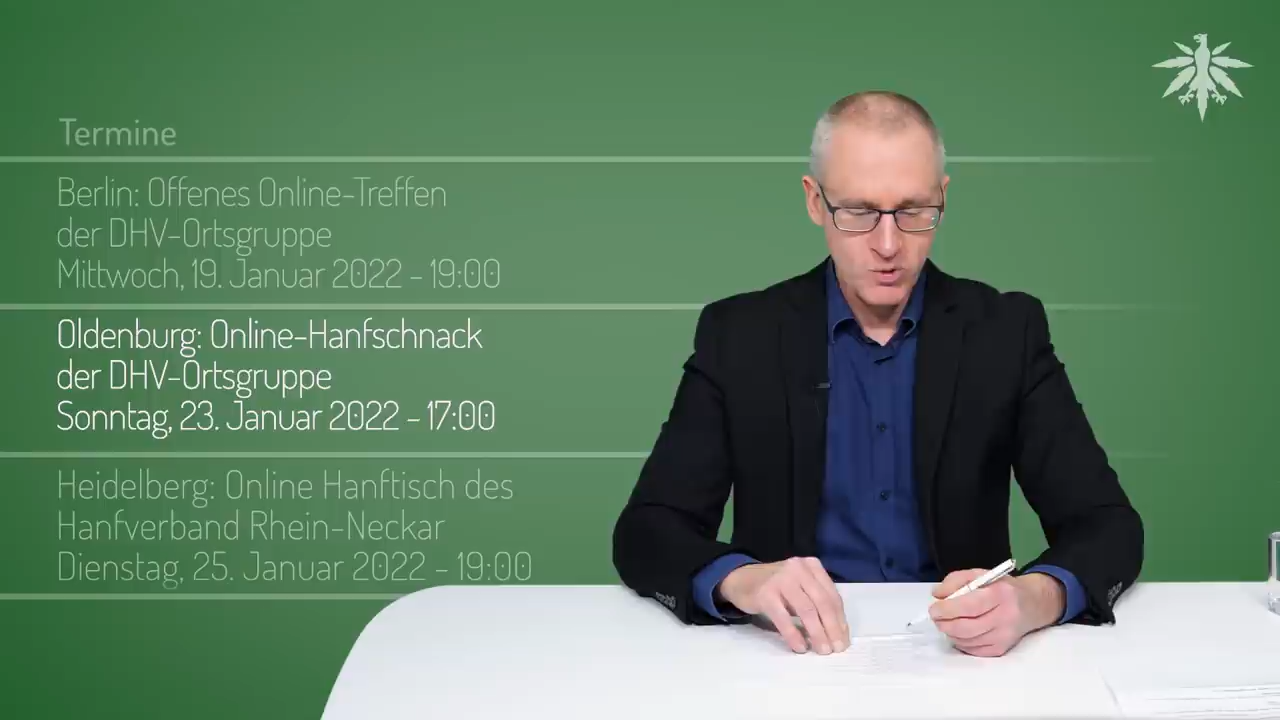 Termine
Berlin: Offenes Online-Treffen
der DHV-Ortsgruppe
Mittwoch, 19. Januar 2022 - 19:00
Oldenburg: Online-Hanfschnack
der DHV-Ortsgruppe
Sonntag, 23. Januar 2022 - 17:00
Heidelberg: Online Hanftisch des
Hanfverband Rhein-Neckar
Dienstag, 25. Januar 2022 - 19:00